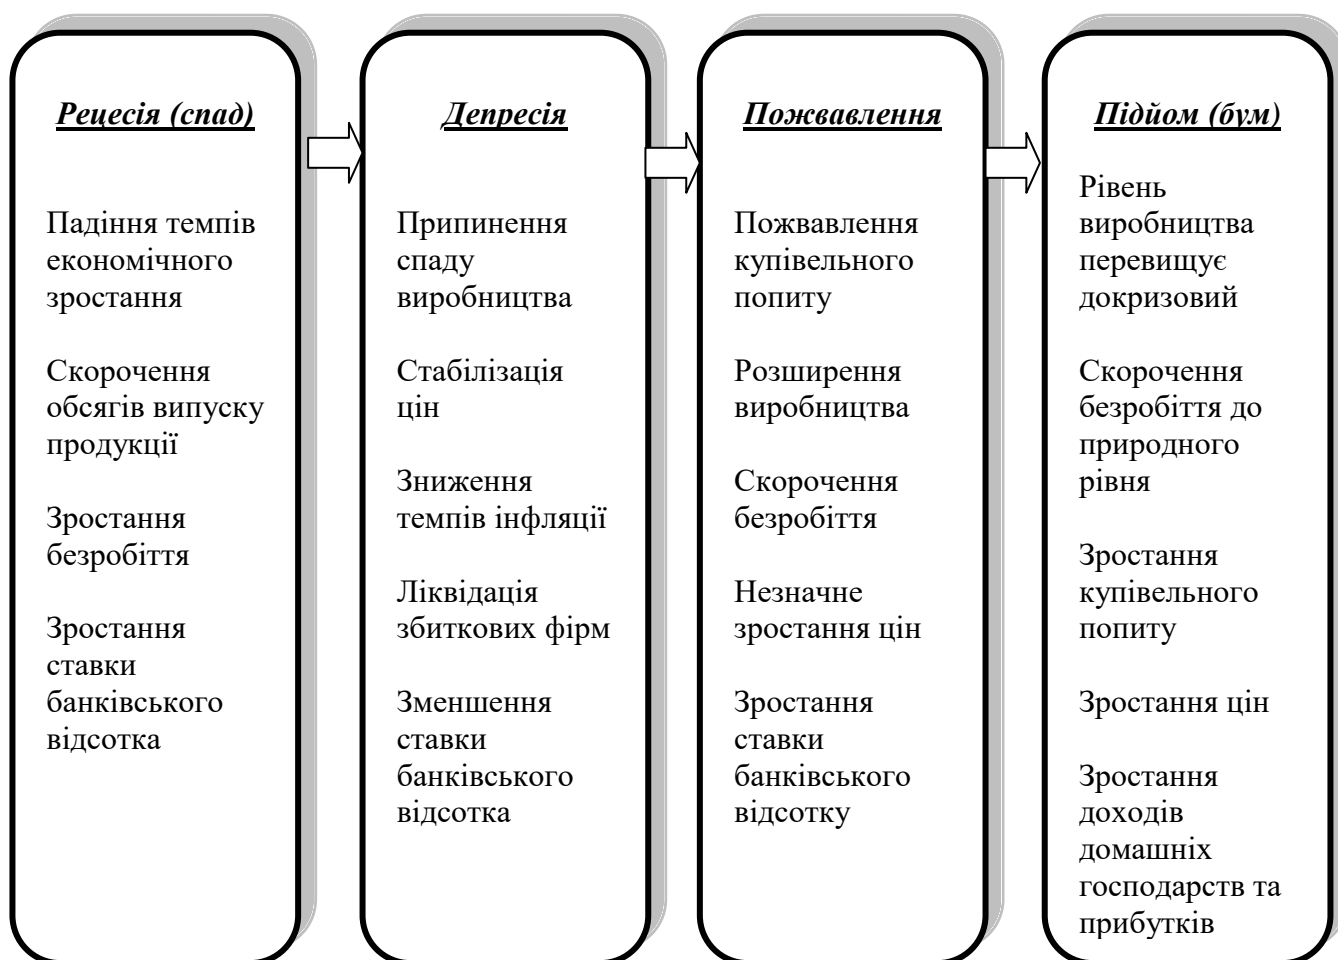 Рецесія (спад)
Падіння темпів
економічного
зростання
Скорочення
обсягів випуску
продукції
Зростання
безробіття
Зростання
ставки
банківського
відсотка
Депресія
Припинення
спаду
виробництва
Стабілізація
цін
Зниження
темпів інфляції
Ліквідація
збиткових фірм
Зменшення
ставки
банківського
відсотка
Пожвавлення
Пожвавлення
купівельного
попиту
Розширення
виробництва
Скорочення
безробіття
Незначне
зростання цін
Зростання
ставки
банківського
відсотку
Підйом (бум)
Рівень
виробництва
перевищує
докризовий
Скорочення
безробіття до
природного
рівня
Зростання
купівельного
попиту
Зростання цін
Зростання
доходів
домашніх
господарств та
прибутків